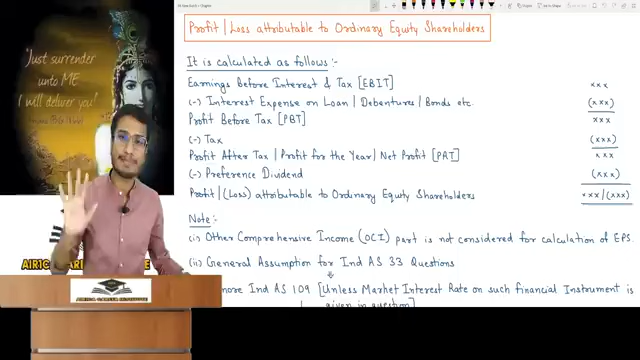 Profit/Loss attributable to Ordinary Equity Shareholders
"Just surrender
unto ME
I will deliver you"
It is calculated as follows :-
Earnings Before Interest & Tax [EBIT] xxx
(-) Interest Expense on Loan/Debentures/Bonds etc. (xxx)
Profit Before Tax [PBT] xxx
(-) Tax (xxx)
Profit After Tax/Profit for the Year/Net Profit [PAT] xxx
(-) Preference Dividend (xxx)
Profit/(Loss) attributable to Ordinary Equity Shareholders xxx/(xxx)
Note :-
(i) Other Comprehensive Income (OCI) part is not considered for calculation of EPS.
(ii) General Assumption for Ind AS 33 Questions
Ind AS 109 [Unless Market Interest Rate on such financial Instrument is
given in question]
AIR1CA